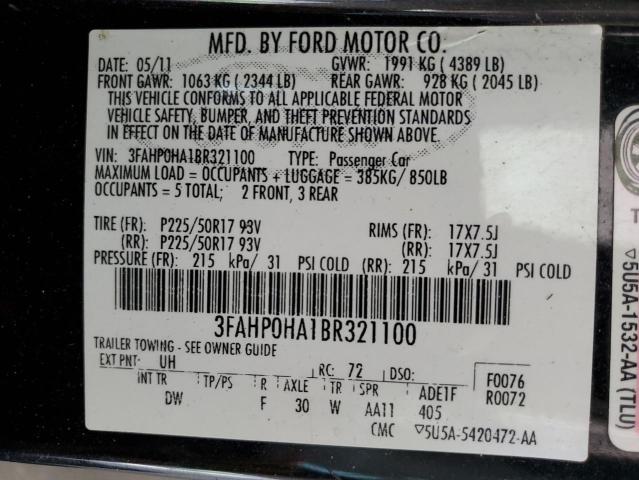 MFD. BY FORD MOTOR CO.
DATE: 05/11 GVWR: 1991 KG ( 4389 LB)
FRONT GAWR: 1063 KG ( 2344 LB) REAR GAWR: 928 KG ( 2045 LB)
THIS VEHICLE CONFORMS TO ALL APPLICABLE FEDERAL MOTOR
VEHICLE SAFETY, BUMPER, AND THEFT PREVENTION STANDARDS
IN EFFECT ON THE DATE OF MANUFACTURE SHOWN ABOVE.
VIN: 3FAHP0HA1BR321100 TYPE: Passenger Car
MAXIMUM LOAD = OCCUPANTS + LUGGAGE = 385KG/ 850LB
OCCUPANTS = 5 TOTAL; 2 FRONT, 3 REAR
TIRE (FR): P225/50R17 93V RIMS (FR): 17X7.5J
(RR): P225/50R17 93V (RR): 17X7.5J
PRESSURE (FR): 215 kPa/ 31 PSI COLD (RR): 215 kPa/ 31 PSI COLD
3FAHP0HA1BR321100
TRAILER TOWING - SEE OWNER GUIDE
EXT PNT: UH RC: 72 DSO: F0076
INT TR TP/PS R AXLE TR SPR ADE1F R0072
DW F 30 W AA11 405
CMC ▽5U5A-5420472-AA
▽5U5A-1532-AA (TLU)